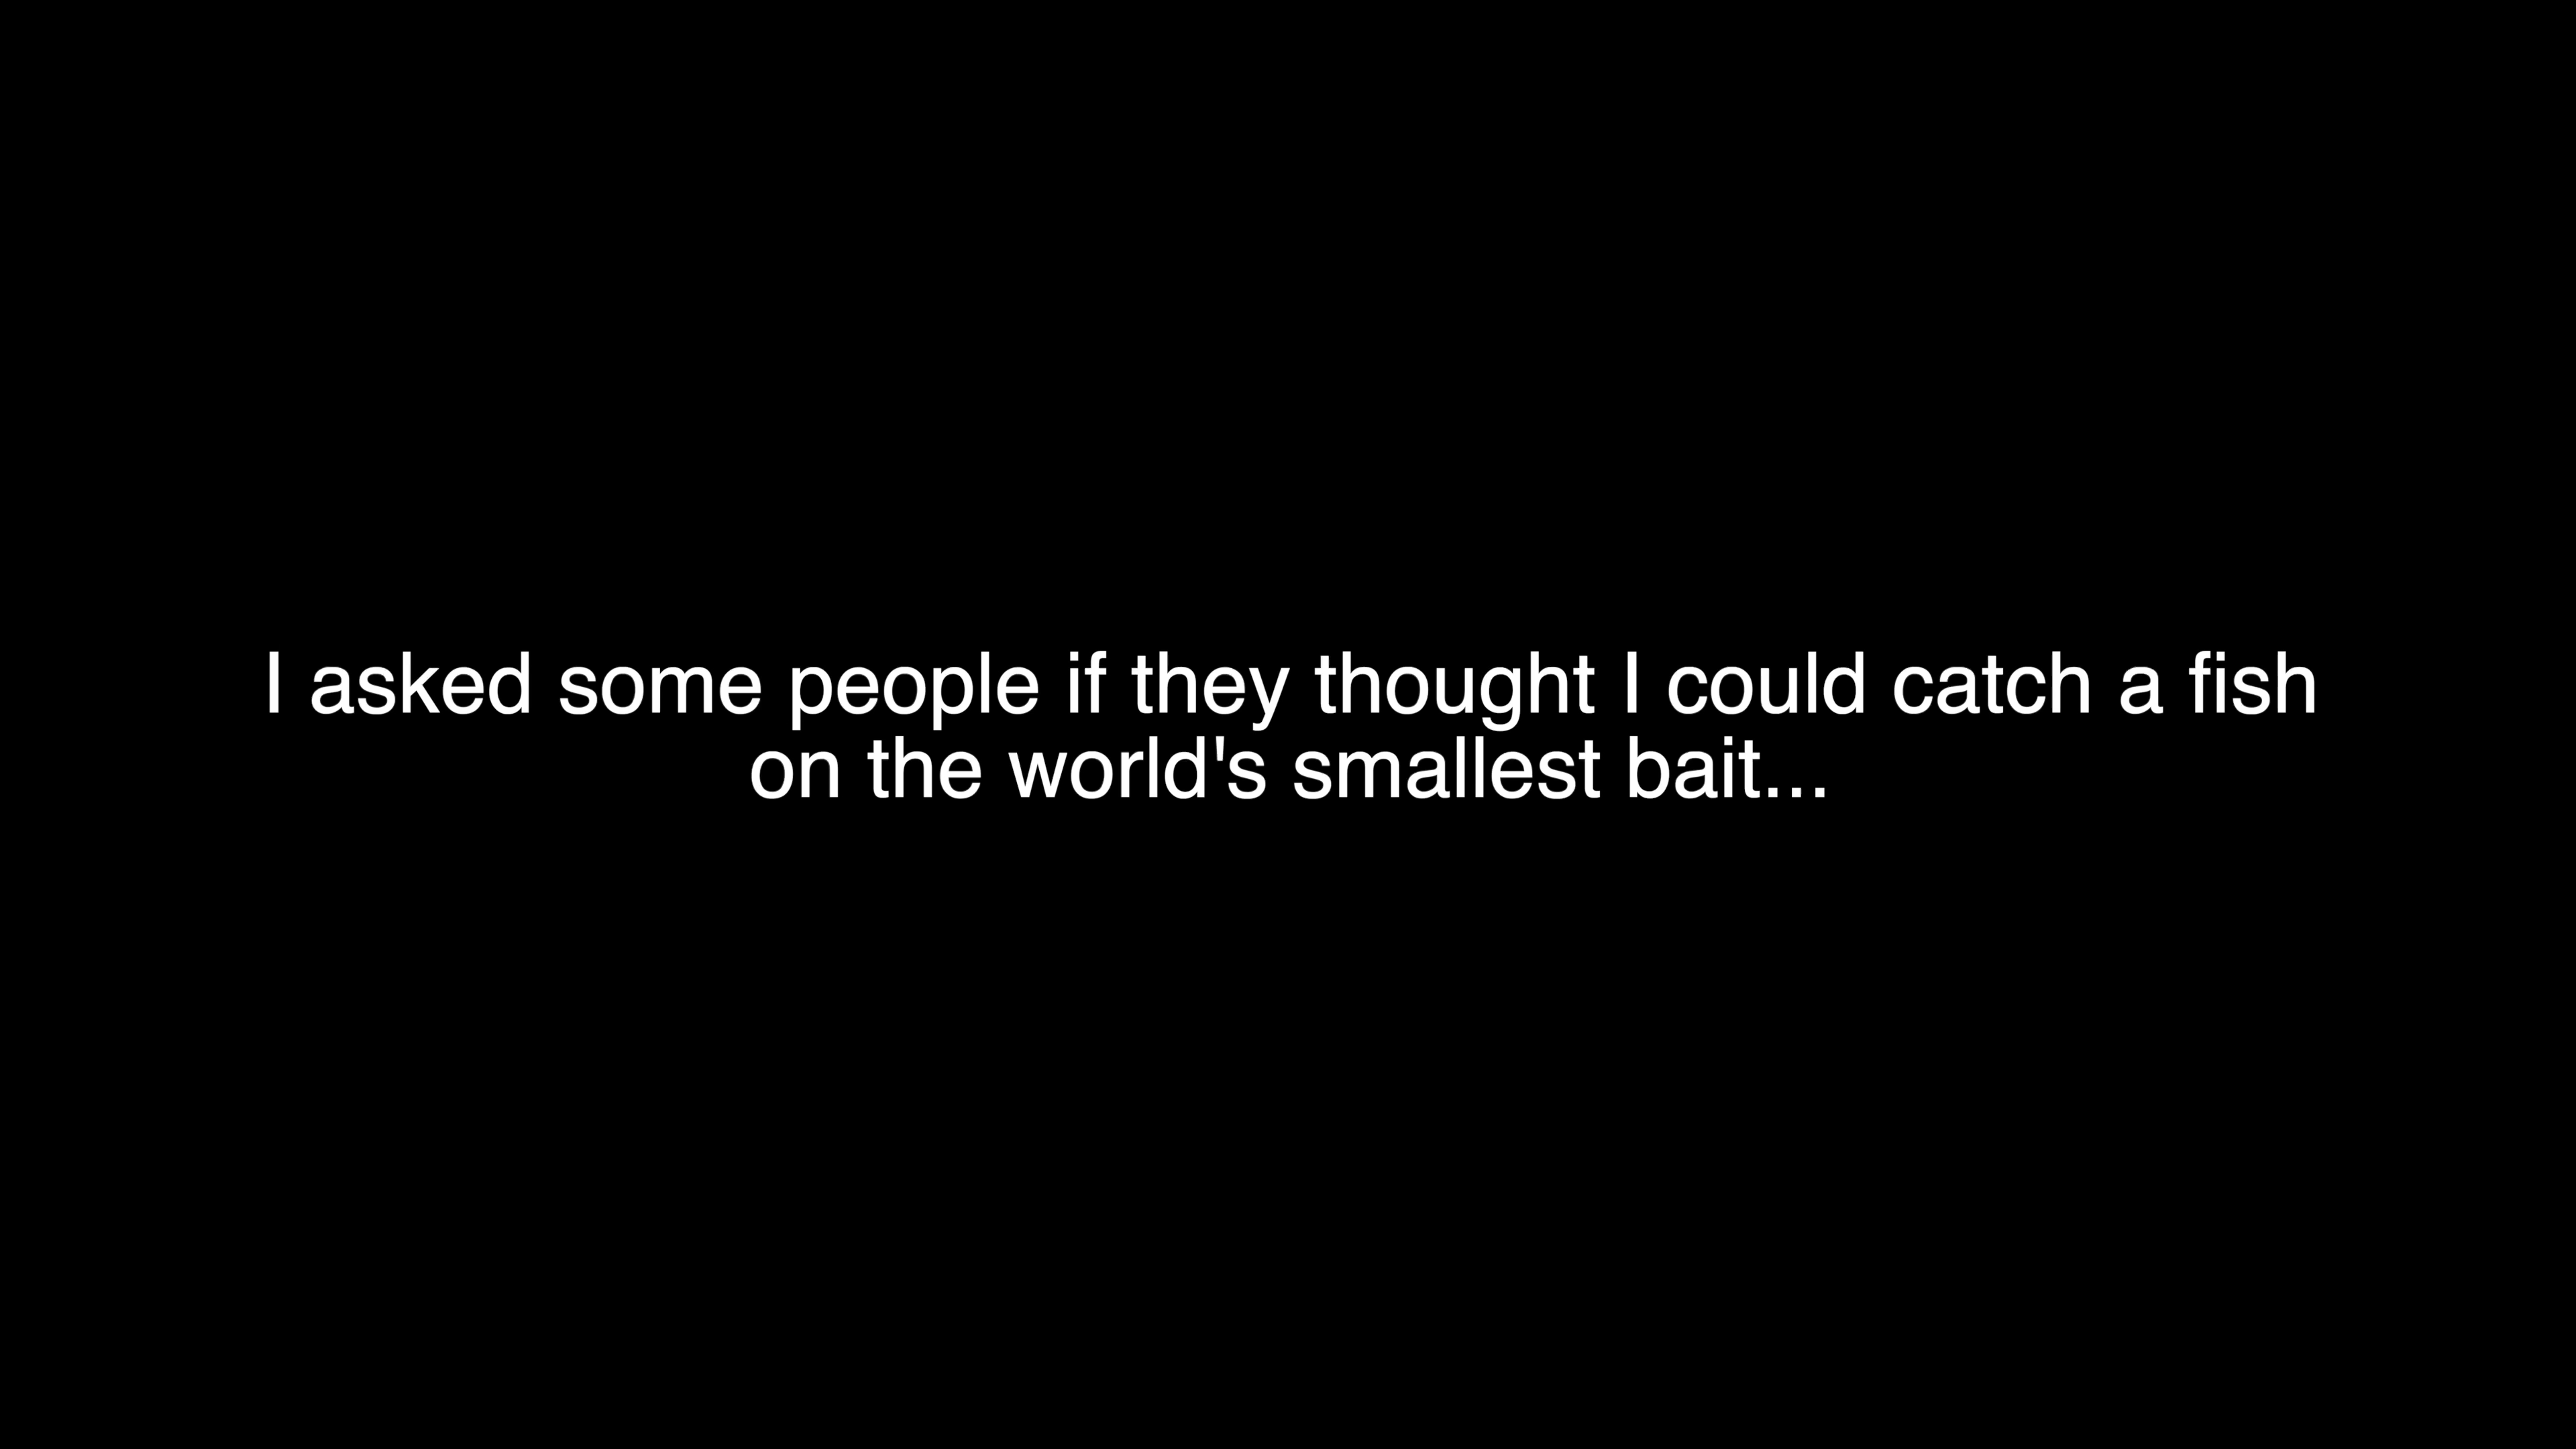 I asked some people if they thought I could catch a fish
on the world's smallest bait...